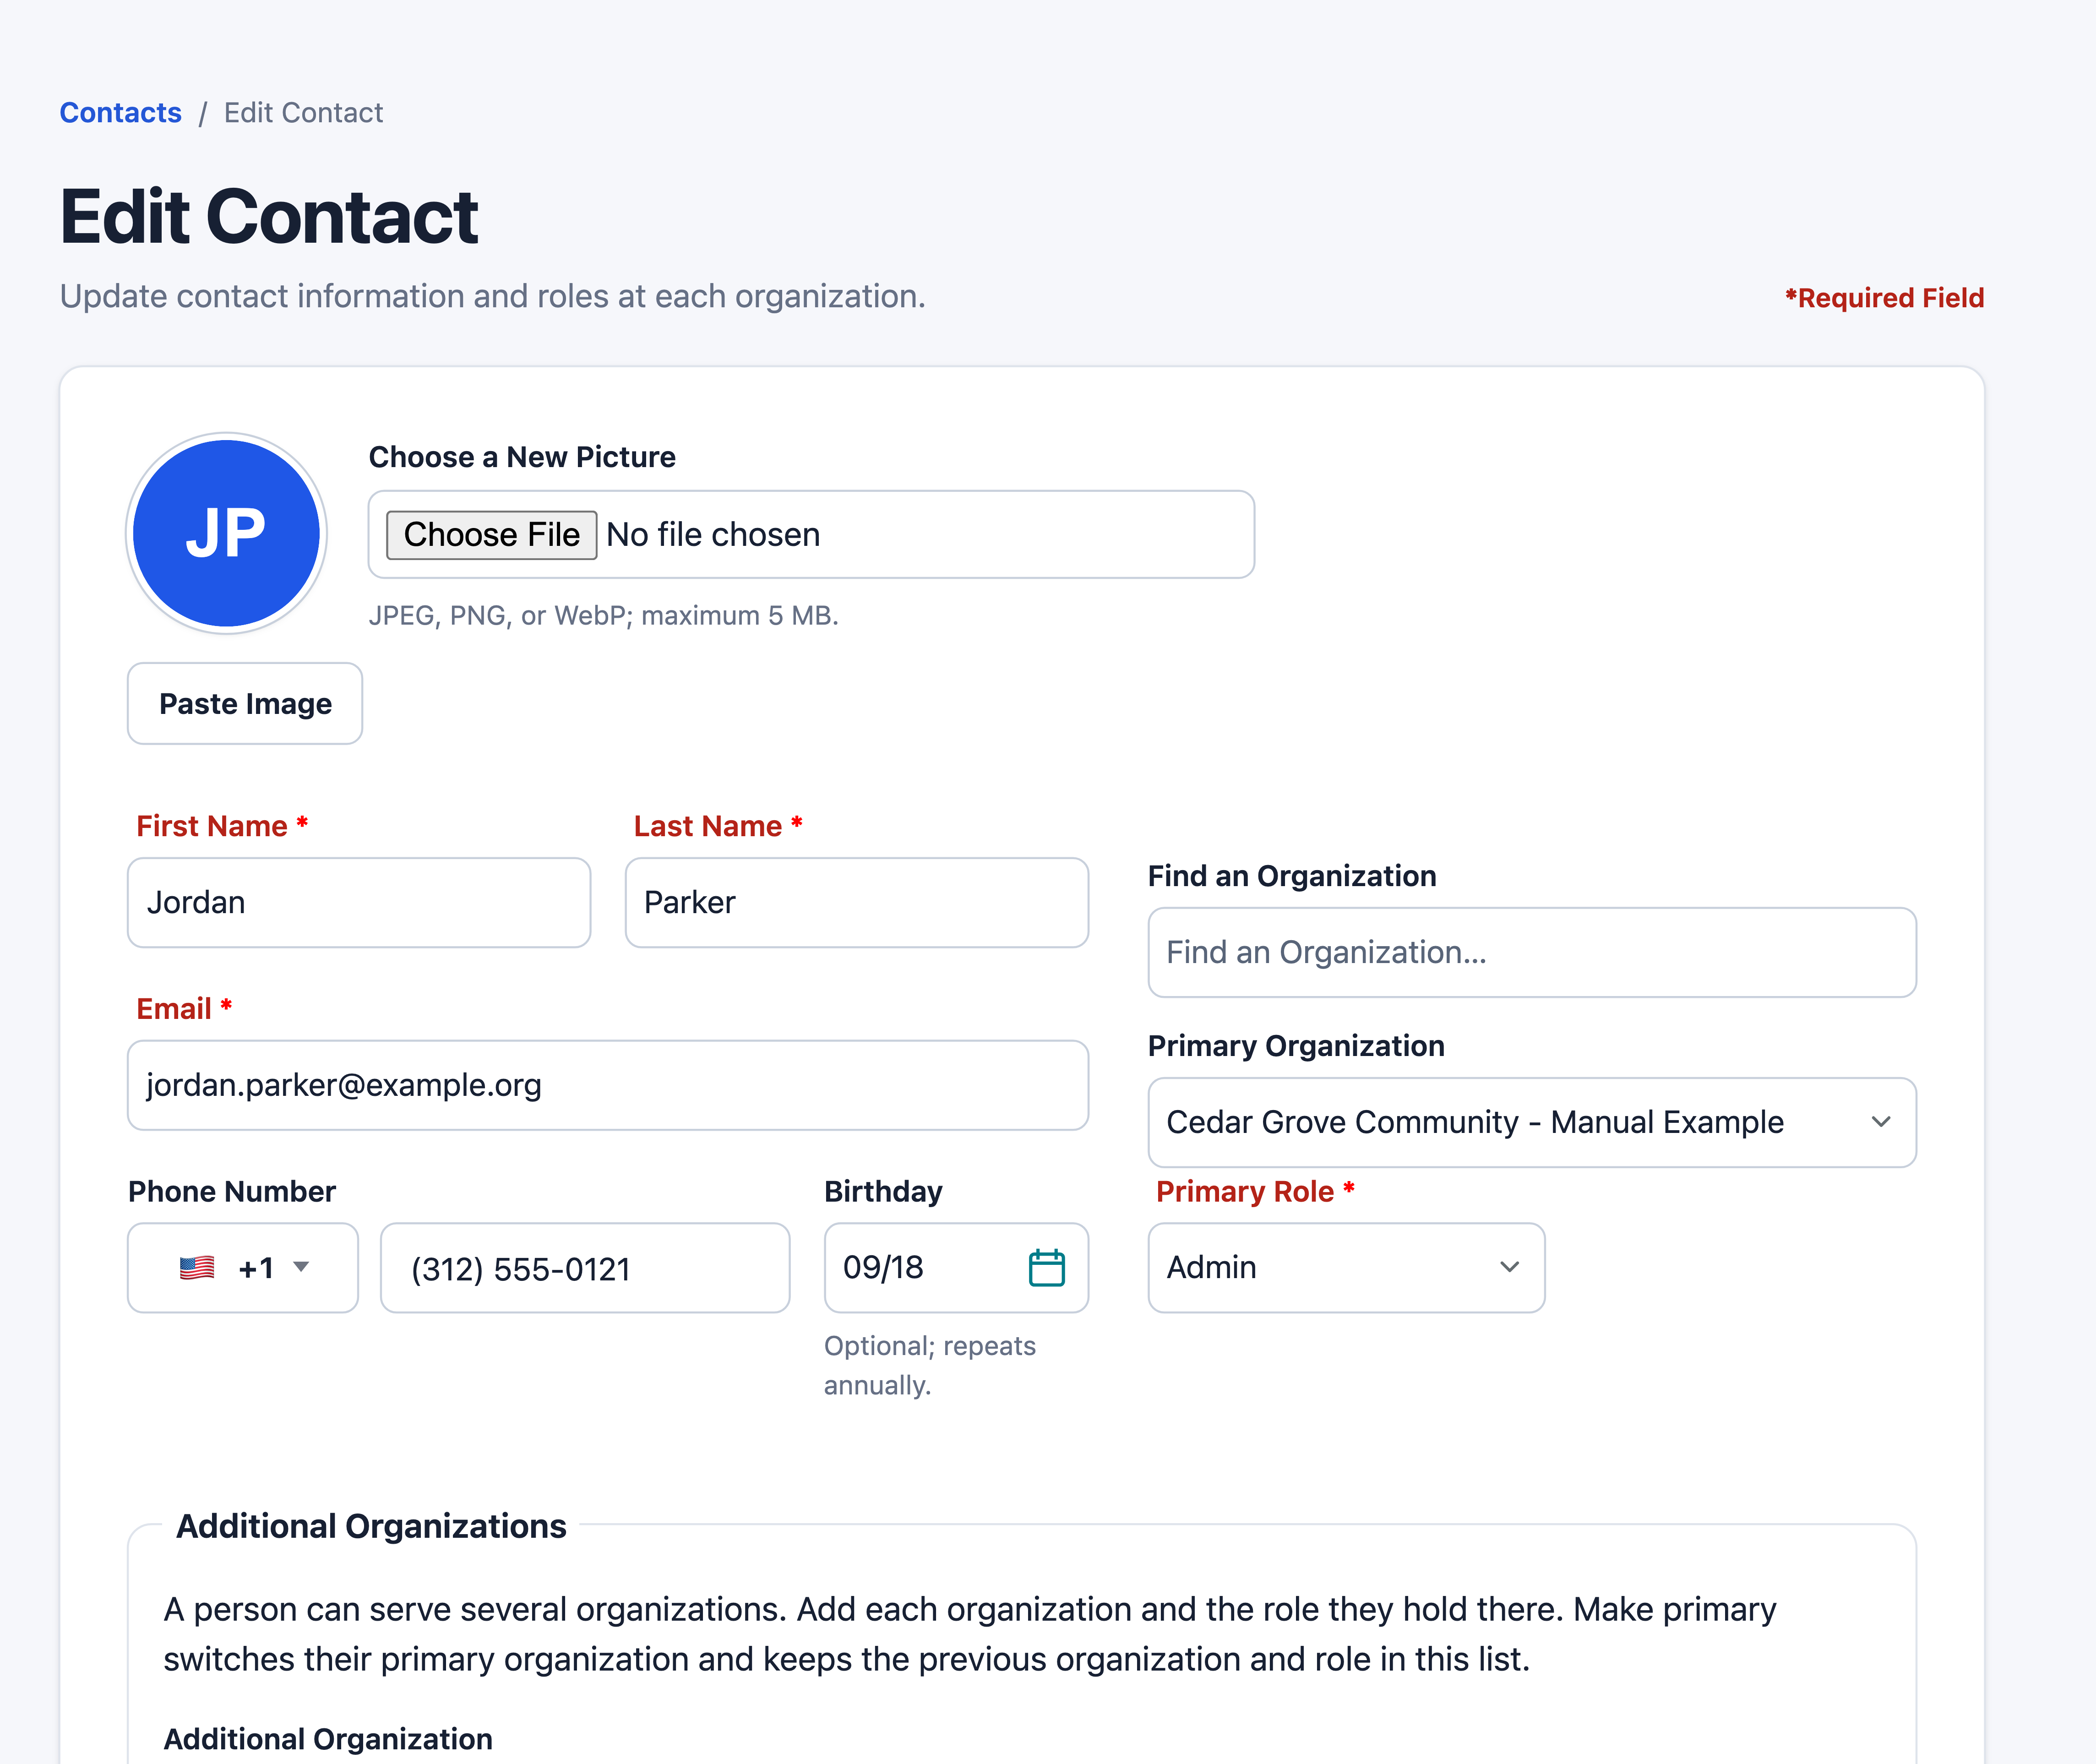 Contacts / Edit Contact
Edit Contact
Update contact information and roles at each organization.
*Required Field
JP
Choose a New Picture
Choose File No file chosen
JPEG, PNG, or WebP; maximum 5 MB.
Paste Image
First Name *
Jordan
Last Name *
Parker
Email *
jordan.parker@example.org
Phone Number
+1
(312) 555-0121
Birthday
09/18
Optional; repeats
annually.
Find an Organization
Find an Organization...
Primary Organization
Cedar Grove Community - Manual Example
Primary Role *
Admin
Additional Organizations
A person can serve several organizations. Add each organization and the role they hold there. Make primary
switches their primary organization and keeps the previous organization and role in this list.
Additional Organization